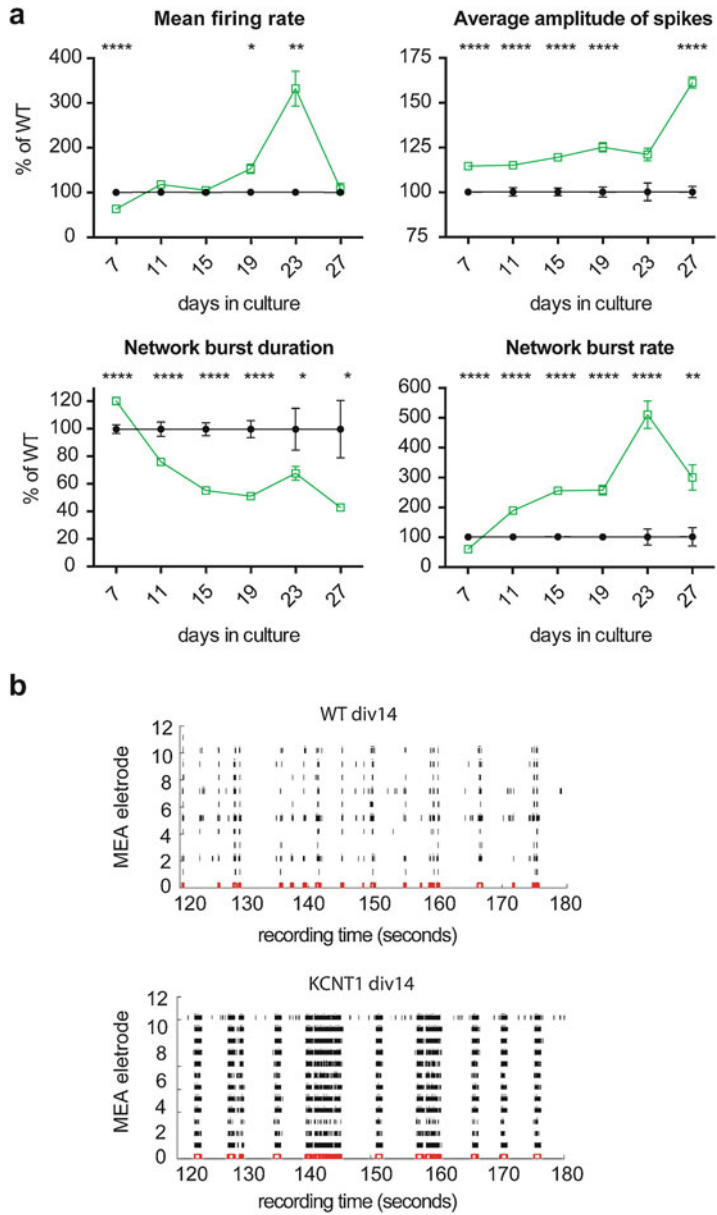 a
Mean firing rate
**** * **
% of WT
400
300
200
100
0
7 11 15 19 23 27
days in culture
Average amplitude of spikes
**** **** **** **** ****
175
150
125
100
75
7 11 15 19 23 27
days in culture
Network burst duration
**** **** **** **** * *
% of WT
120
100
80
60
40
20
0
7 11 15 19 23 27
days in culture
Network burst rate
**** **** **** **** **** **
600
500
400
300
200
100
0
7 11 15 19 23 27
days in culture
b
WT div14
MEA eletrode
12
10
8
6
4
2
0
120 130 140 150 160 170 180
recording time (seconds)
KCNT1 div14
MEA eletrode
12
10
8
6
4
2
0
120 130 140 150 160 170 180
recording time (seconds)